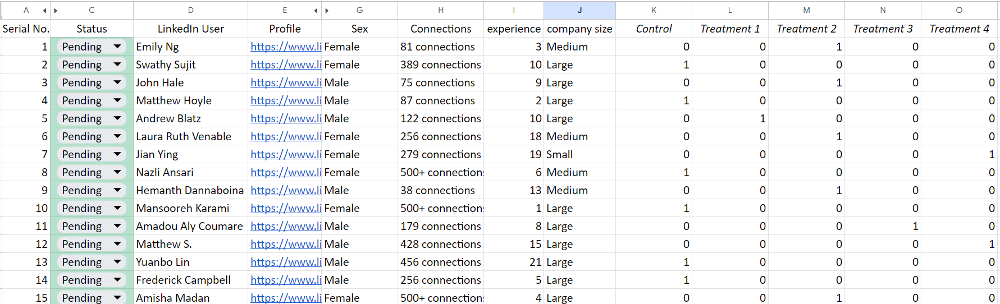 A C D E G H I J K L M N O
Serial No. Status LinkedIn User Profile Sex Connections experience company size Control Treatment 1 Treatment 2 Treatment 3 Treatment 4
1 Pending Emily Ng https://www.li Female 81 connections 3 Medium 0 0 1 0 0
2 Pending Swathy Sujit https://www.li Female 389 connections 10 Large 1 0 0 0 0
3 Pending John Hale https://www.li Male 75 connections 9 Large 0 0 1 0 0
4 Pending Matthew Hoyle https://www.li Male 87 connections 2 Large 1 0 0 0 0
5 Pending Andrew Blatz https://www.li Male 122 connections 10 Large 0 1 0 0 0
6 Pending Laura Ruth Venable https://www.li Female 256 connections 18 Medium 0 0 1 0 0
7 Pending Jian Ying https://www.li Female 279 connections 19 Small 0 0 0 0 1
8 Pending Nazli Ansari https://www.li Female 500+ connections 6 Medium 1 0 0 0 0
9 Pending Hemanth Dannaboina https://www.li Male 38 connections 13 Medium 0 0 1 0 0
10 Pending Mansooreh Karami https://www.li Female 500+ connections 1 Large 1 0 0 0 0
11 Pending Amadou Aly Coumare https://www.li Male 179 connections 8 Large 0 0 0 1 0
12 Pending Matthew S. https://www.li Male 428 connections 15 Large 0 0 0 0 1
13 Pending Yuanbo Lin https://www.li Male 456 connections 21 Large 1 0 0 0 0
14 Pending Frederick Campbell https://www.li Male 256 connections 5 Large 1 0 0 0 0
15 Pending Amisha Madan https://www.li Female 500+ connections 4 Large 0 0 1 0 0